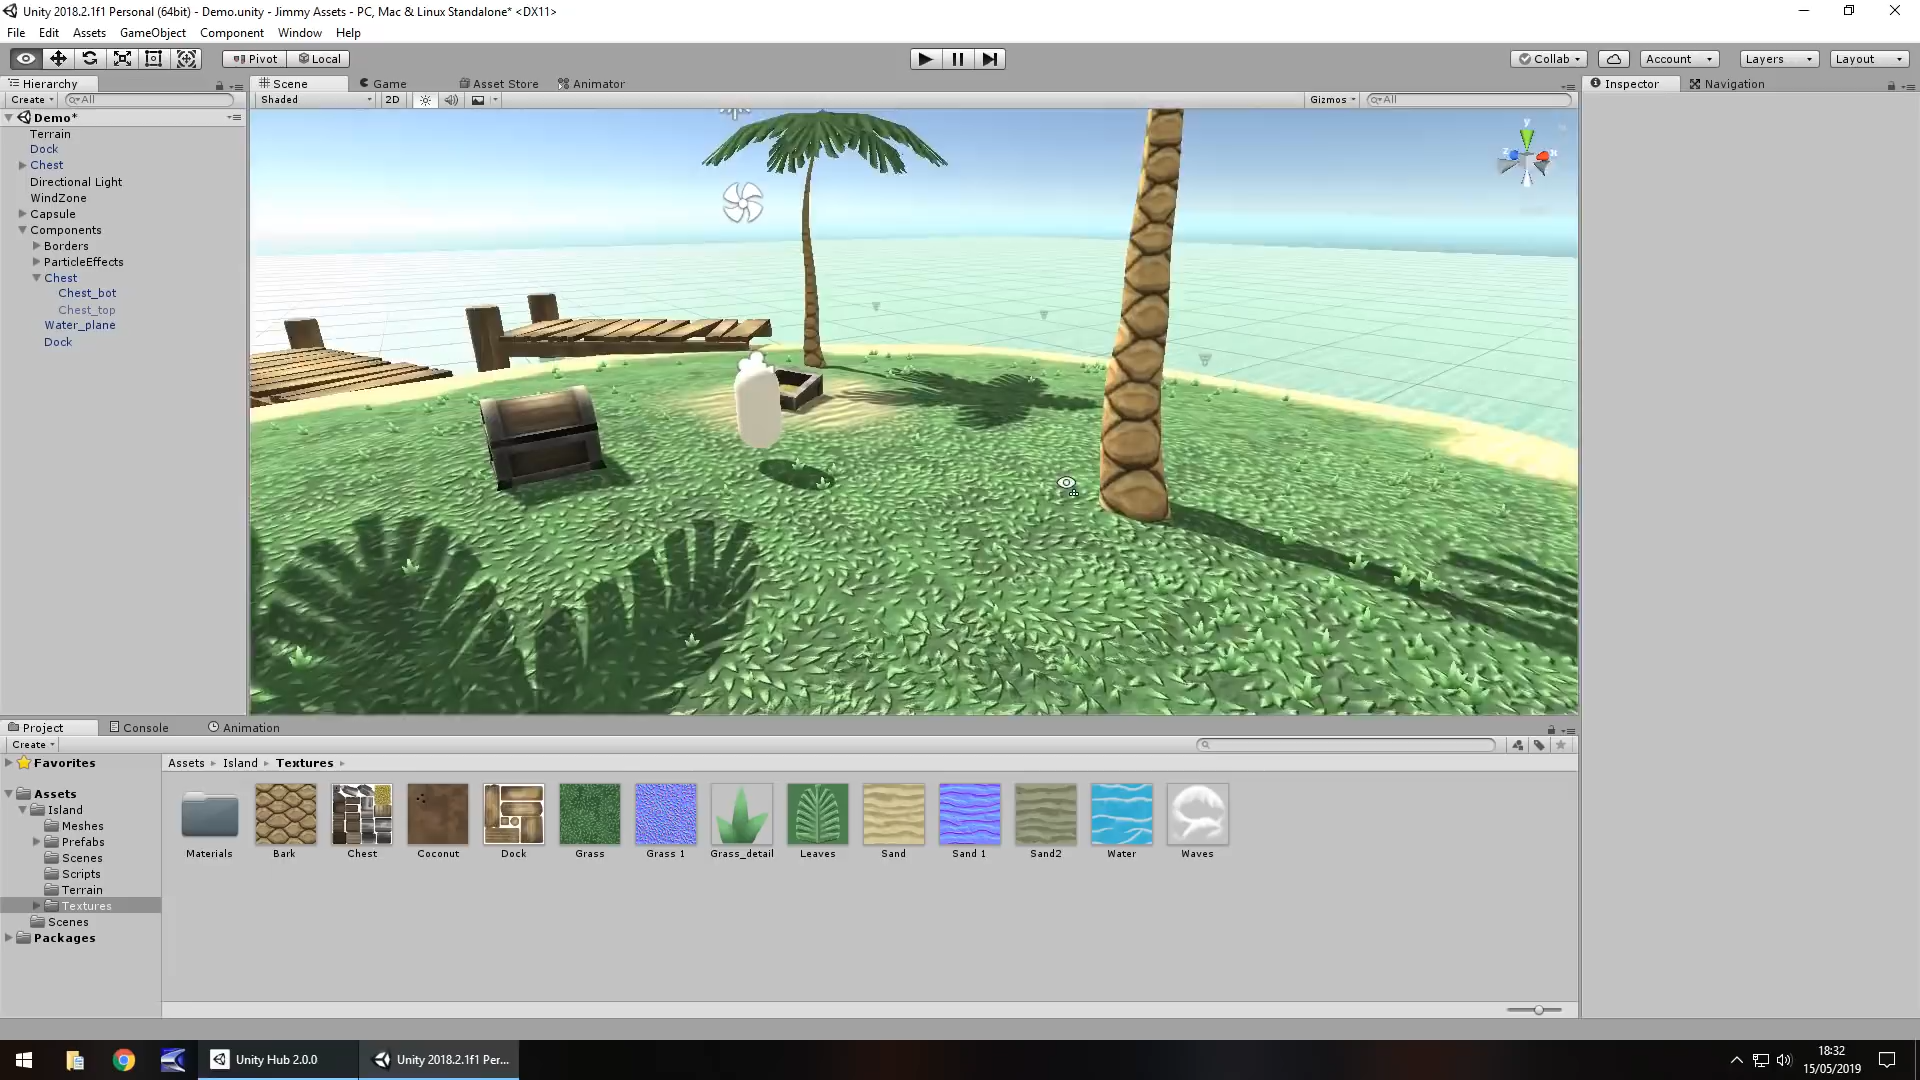 Unity 2018.2.1f1 Personal (64bit) - Demo.unity - Jimmy Assets - PC, Mac & Linux Standalone* <DX11>
File Edit Assets GameObject Component Window Help
Pivot Local Collab Account Layers Layout
Hierarchy Scene Game Asset Store Animator Inspector Navigation
Create All Shaded 2D Gizmos All
Demo*
Terrain
Dock
Chest
Directional Light
WindZone
Capsule
Components
Borders
ParticleEffects
Chest
Chest_bot
Chest_top
Water_plane
Dock
y
z x
Project Console Animation
Create
Favorites
Assets
Island
Meshes
Prefabs
Scenes
Scripts
Terrain
Textures
Scenes
Packages
Assets Island Textures
Materials Bark Chest Coconut Dock Grass Grass 1 Grass_detail Leaves Sand Sand 1 Sand2 Water Waves
Unity Hub 2.0.0
Unity 2018.2.1f1 Per...
18:32
15/05/2019